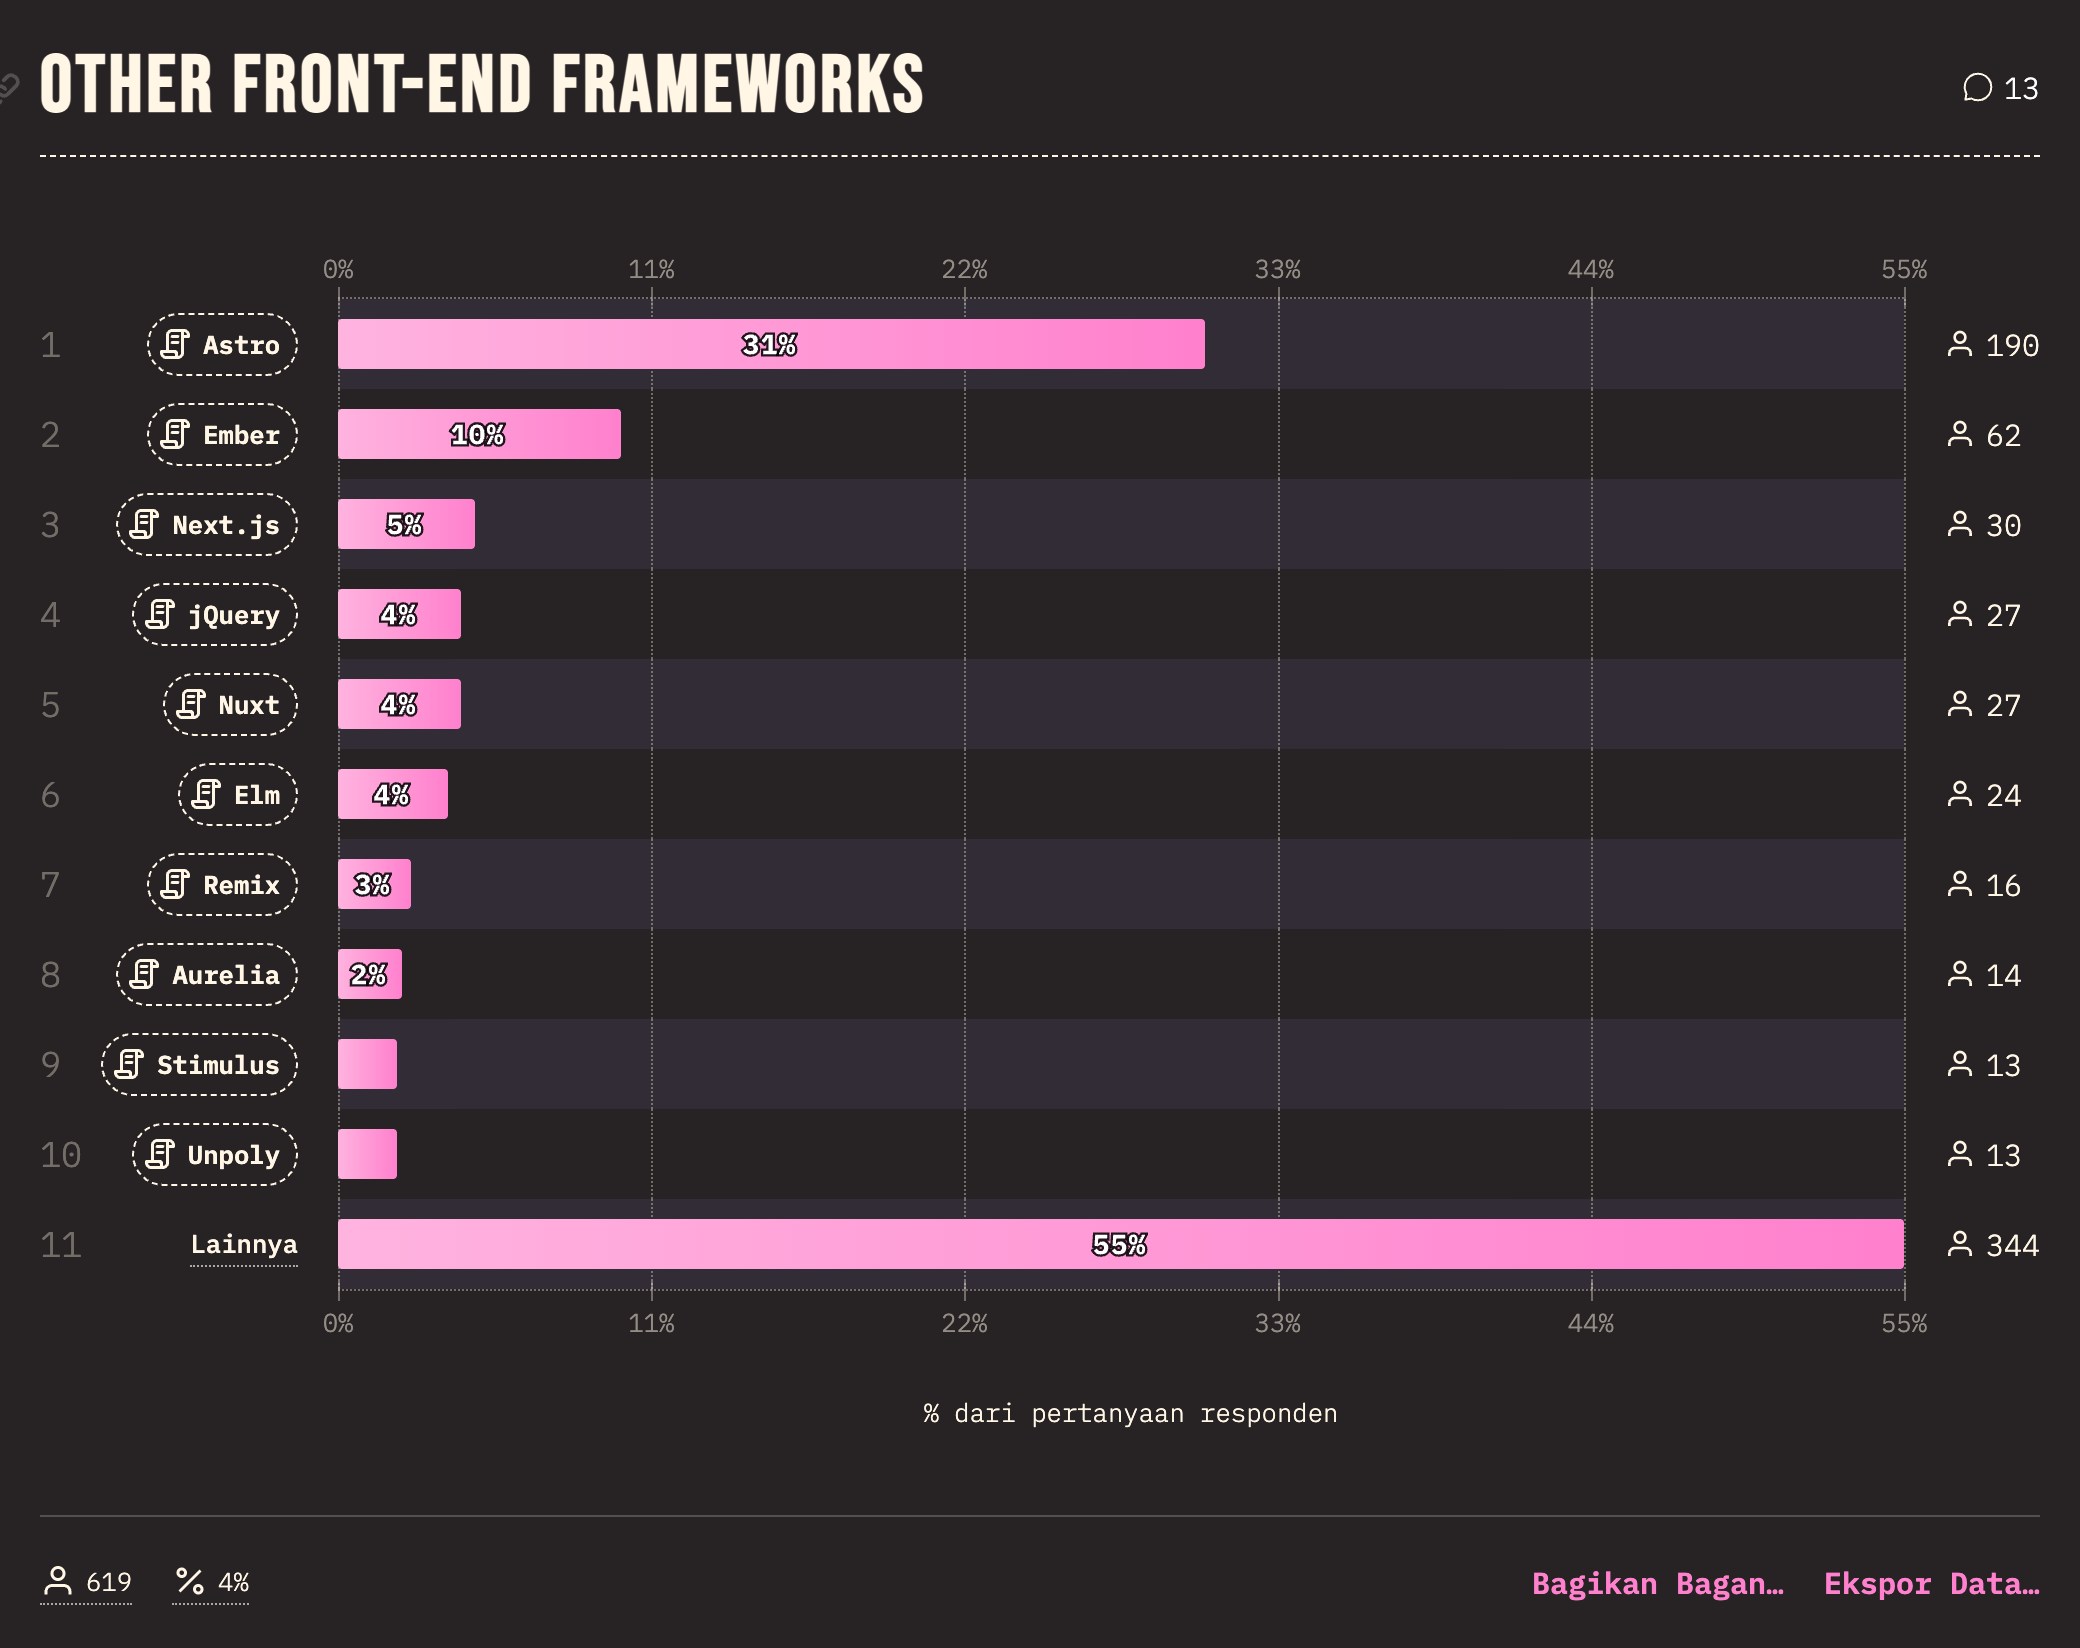 OTHER FRONT-END FRAMEWORKS
13
0% 11% 22% 33% 44% 55%
1 Astro 31% 190
2 Ember 10% 62
3 Next.js 5% 30
4 jQuery 4% 27
5 Nuxt 4% 27
6 Elm 4% 24
7 Remix 3% 16
8 Aurelia 2% 14
9 Stimulus 13
10 Unpoly 13
11 Lainnya 55% 344
0% 11% 22% 33% 44% 55%
% dari pertanyaan responden
619 4% Bagikan Bagan… Ekspor Data…